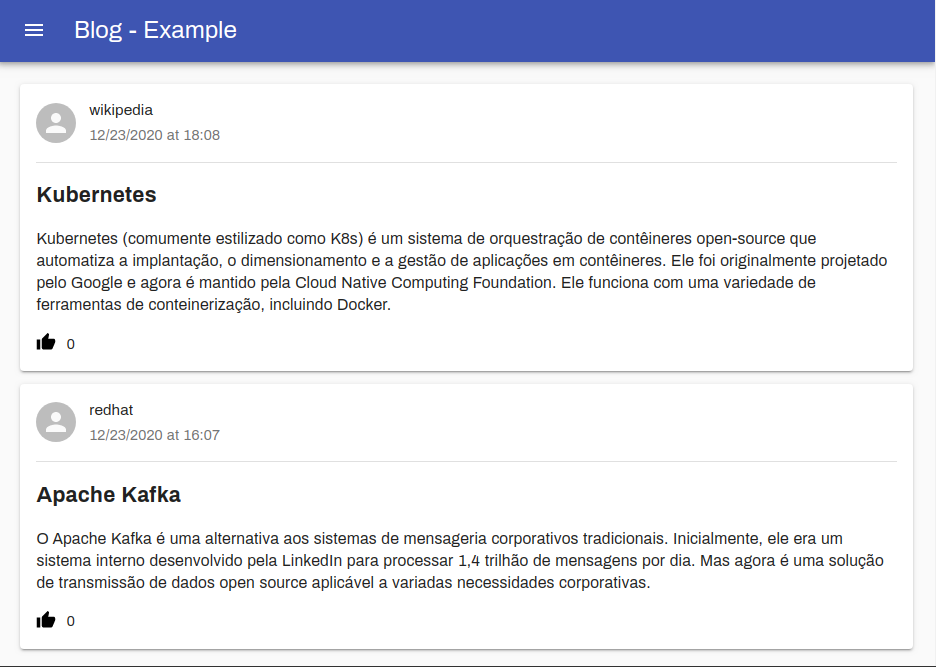 Blog - Example
wikipedia
12/23/2020 at 18:08
Kubernetes
Kubernetes (comumente estilizado como K8s) é um sistema de orquestração de contêineres open-source que
automatiza a implantação, o dimensionamento e a gestão de aplicações em contêineres. Ele foi originalmente projetado
pelo Google e agora é mantido pela Cloud Native Computing Foundation. Ele funciona com uma variedade de
ferramentas de conteinerização, incluindo Docker.
0
redhat
12/23/2020 at 16:07
Apache Kafka
O Apache Kafka é uma alternativa aos sistemas de mensageria corporativos tradicionais. Inicialmente, ele era um
sistema interno desenvolvido pela LinkedIn para processar 1,4 trilhão de mensagens por dia. Mas agora é uma solução
de transmissão de dados open source aplicável a variadas necessidades corporativas.
0